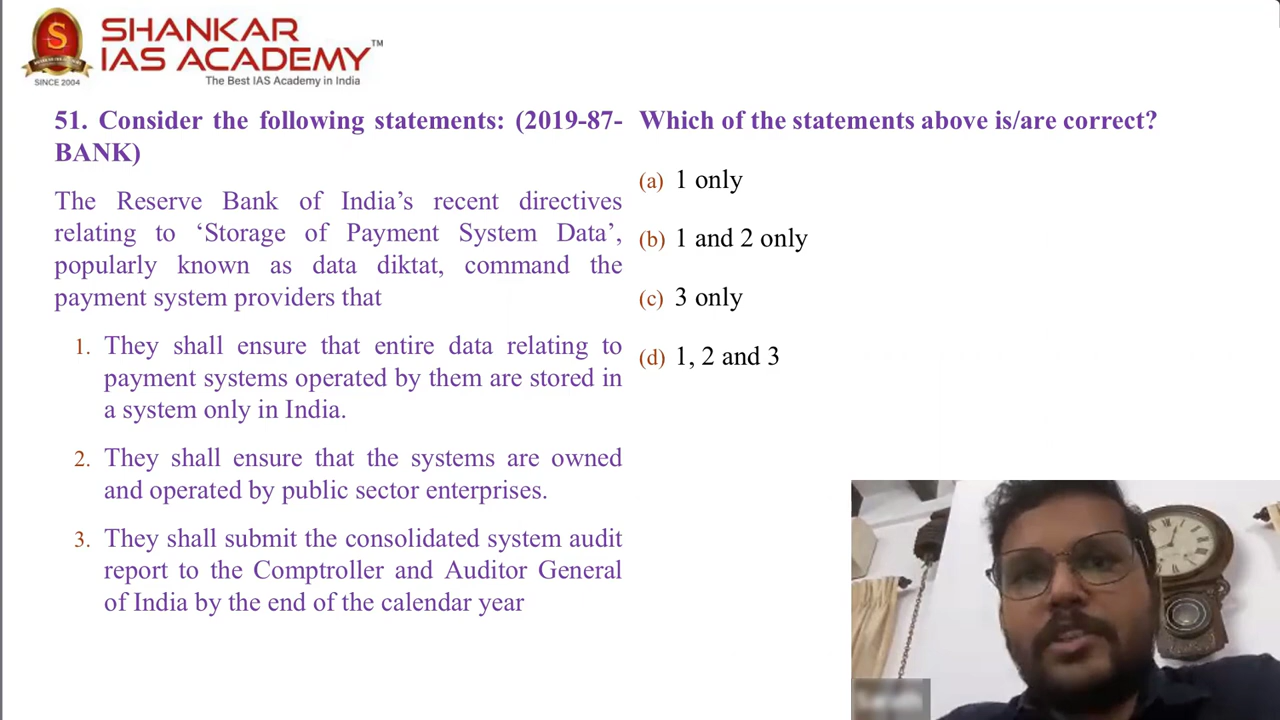 SHANKAR
IAS ACADEMY™
The Best IAS Academy in India
SINCE 2004
51. Consider the following statements: (2019-87-
BANK)
The Reserve Bank of India's recent directives
relating to ‘Storage of Payment System Data’,
popularly known as data diktat, command the
payment system providers that
1. They shall ensure that entire data relating to
payment systems operated by them are stored in
a system only in India.
2. They shall ensure that the systems are owned
and operated by public sector enterprises.
3. They shall submit the consolidated system audit
report to the Comptroller and Auditor General
of India by the end of the calendar year
Which of the statements above is/are correct?
(a) 1 only
(b) 1 and 2 only
(c) 3 only
(d) 1, 2 and 3